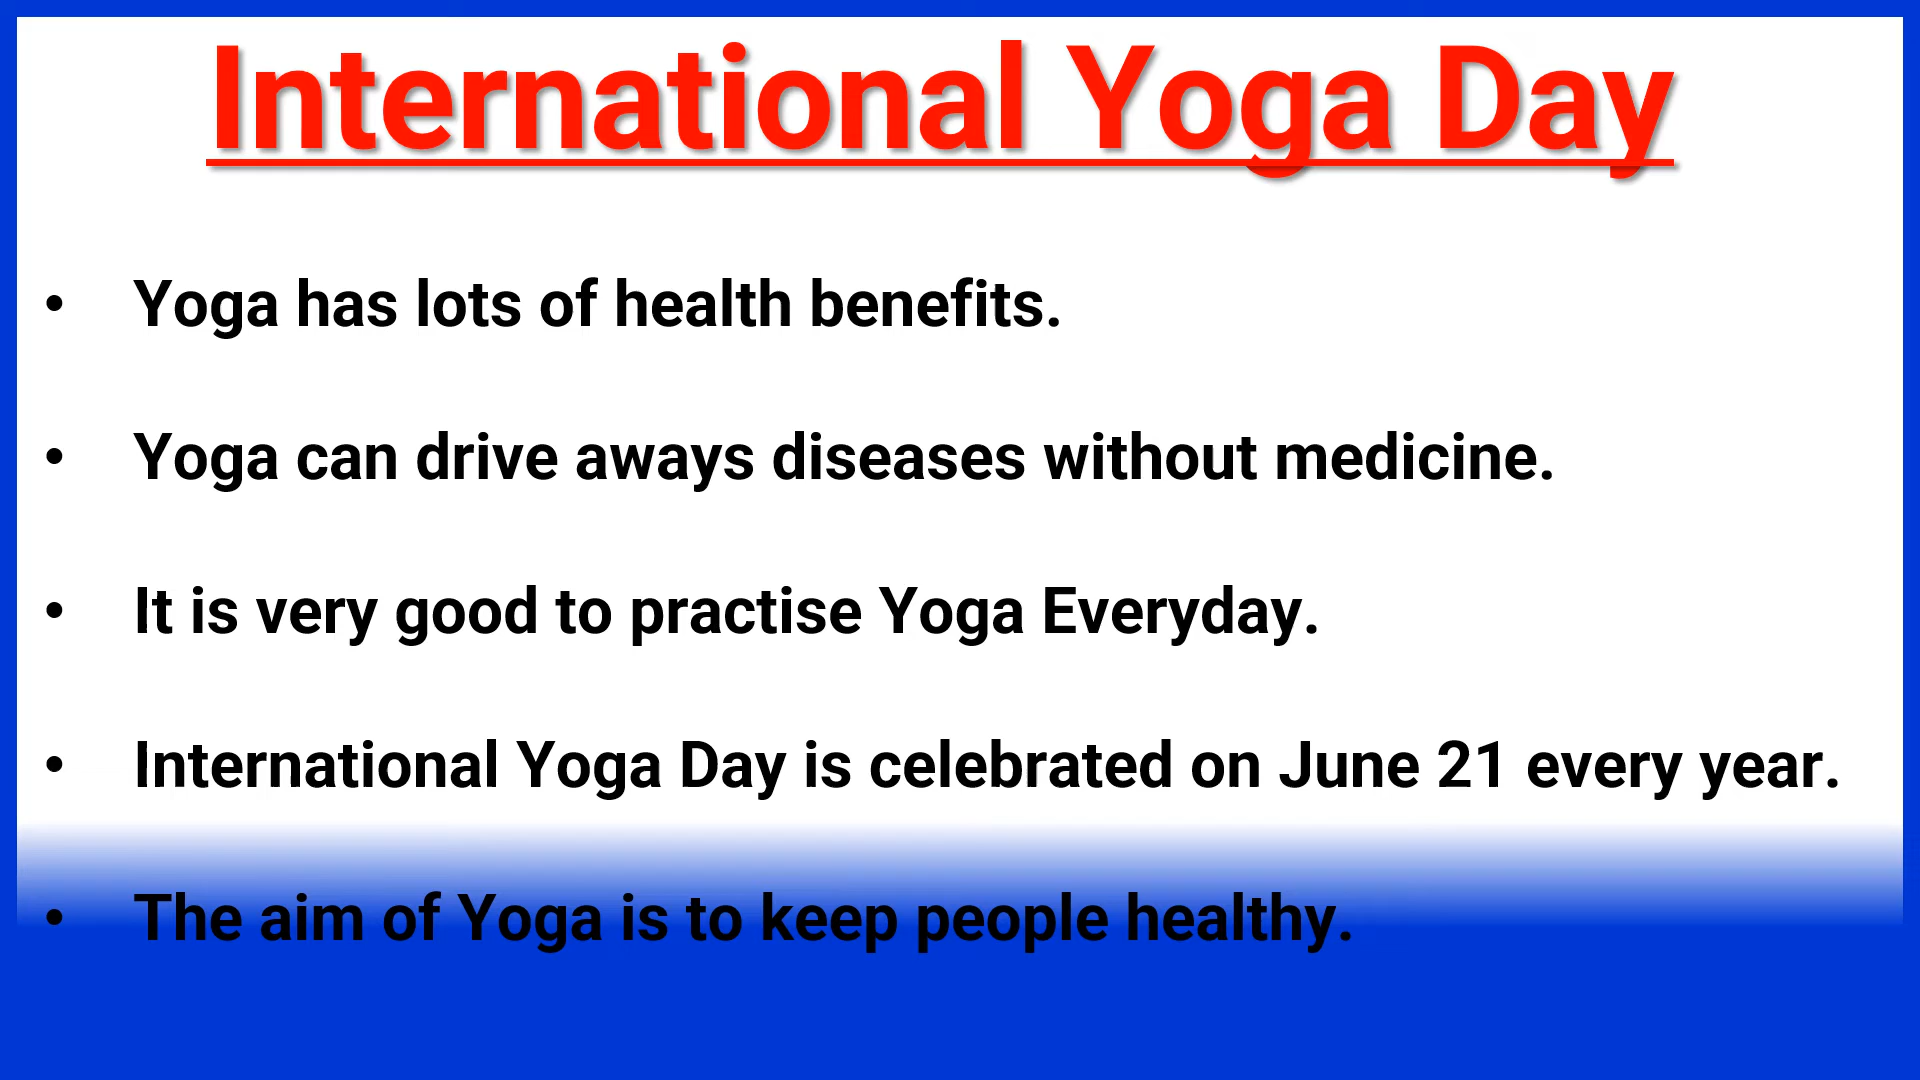 International Yoga Day
• Yoga has lots of health benefits.
• Yoga can drive aways diseases without medicine.
• It is very good to practise Yoga Everyday.
• International Yoga Day is celebrated on June 21 every year.
• The aim of Yoga is to keep people healthy.